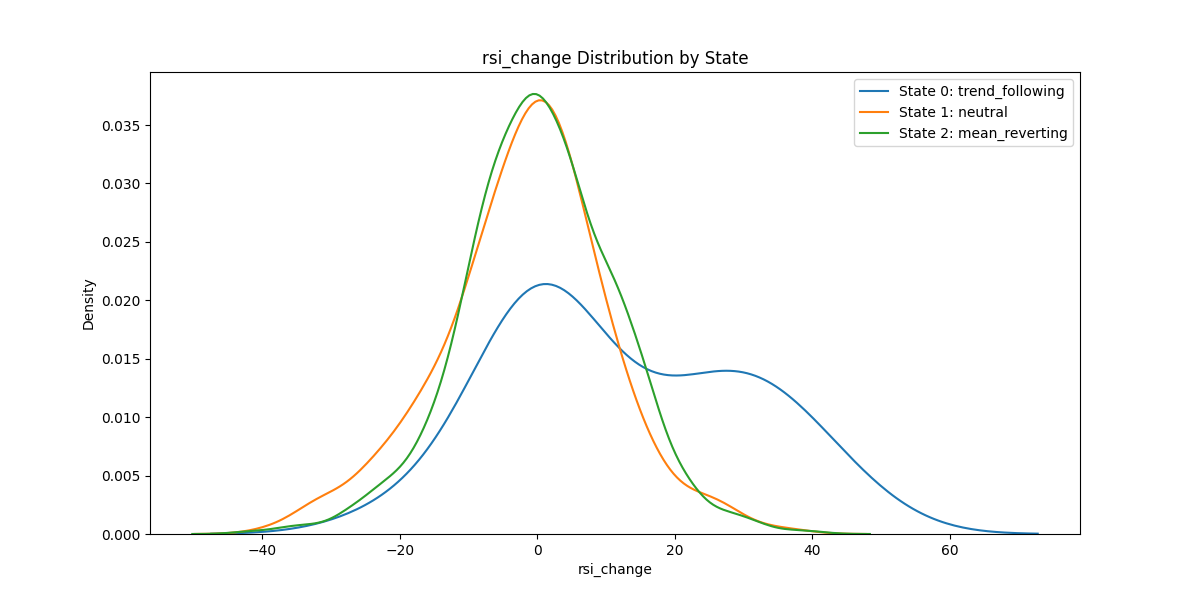 rsi_change Distribution by State
State 0: trend_following
State 1: neutral
State 2: mean_reverting
Density
0.035
0.030
0.025
0.020
0.015
0.010
0.005
0.000
−40 −20 0 20 40 60
rsi_change